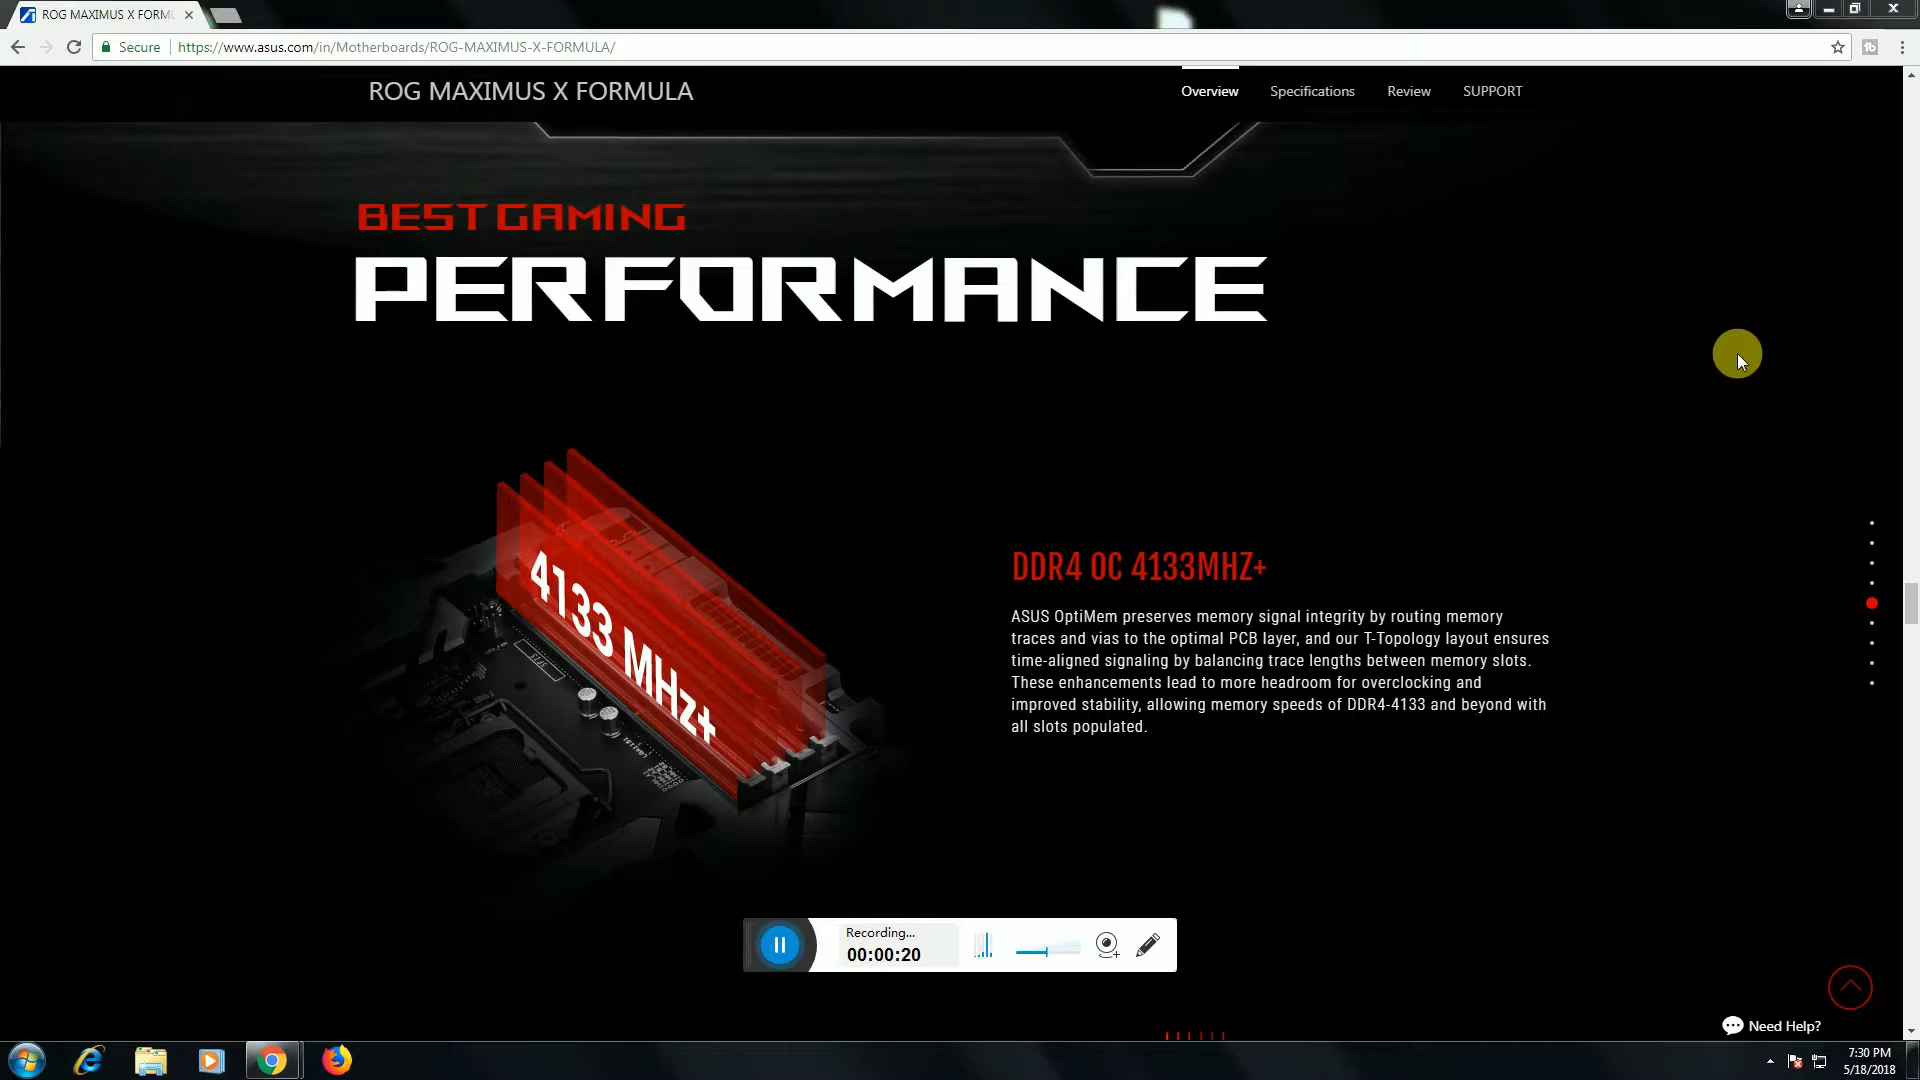 ROG MAXIMUS X FORMU
Secure
https://www.asus.com/in/Motherboards/ROG-MAXIMUS-X-FORMULA/
ROG MAXIMUS X FORMULA
Overview
Specifications
Review
SUPPORT
BEST GAMING
PERFORMANCE
4133 MHz+
DDR4 OC 4133MHZ+
ASUS OptiMem preserves memory signal integrity by routing memory
traces and vias to the optimal PCB layer, and our T-Topology layout ensures
time-aligned signaling by balancing trace lengths between memory slots.
These enhancements lead to more headroom for overclocking and
improved stability, allowing memory speeds of DDR4-4133 and beyond with
all slots populated.
Recording...
00:00:20
Need Help?
7:30 PM
5/18/2018